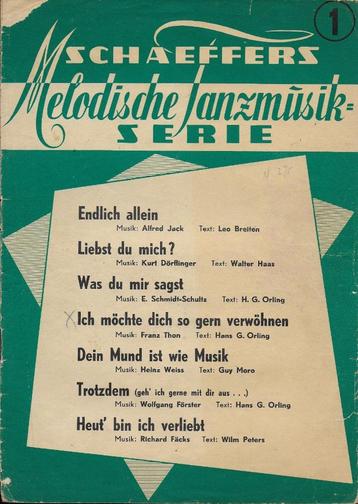 1
SCHAEFFERS
Melodische Tanzmusik=
SERIE
Endlich allein
Musik: Alfred Jack Text: Leo Breiten
Liebst du mich?
Musik: Kurt Dörflinger Text: Walter Haas
Was du mir sagst
Musik: E. Schmidt-Schultz Text: H. G. Orling
Ich möchte dich so gern verwöhnen
Musik: Franz Thon Text: Hans G. Orling
Dein Mund ist wie Musik
Musik: Heinz Weiss Text: Guy Moro
Trotzdem (geh' ich gerne mit dir aus . . .)
Musik: Wolfgang Förster Text: Hans G. Orling
Heut' bin ich verliebt
Musik: Richard Fäcks Text: Wilm Peters